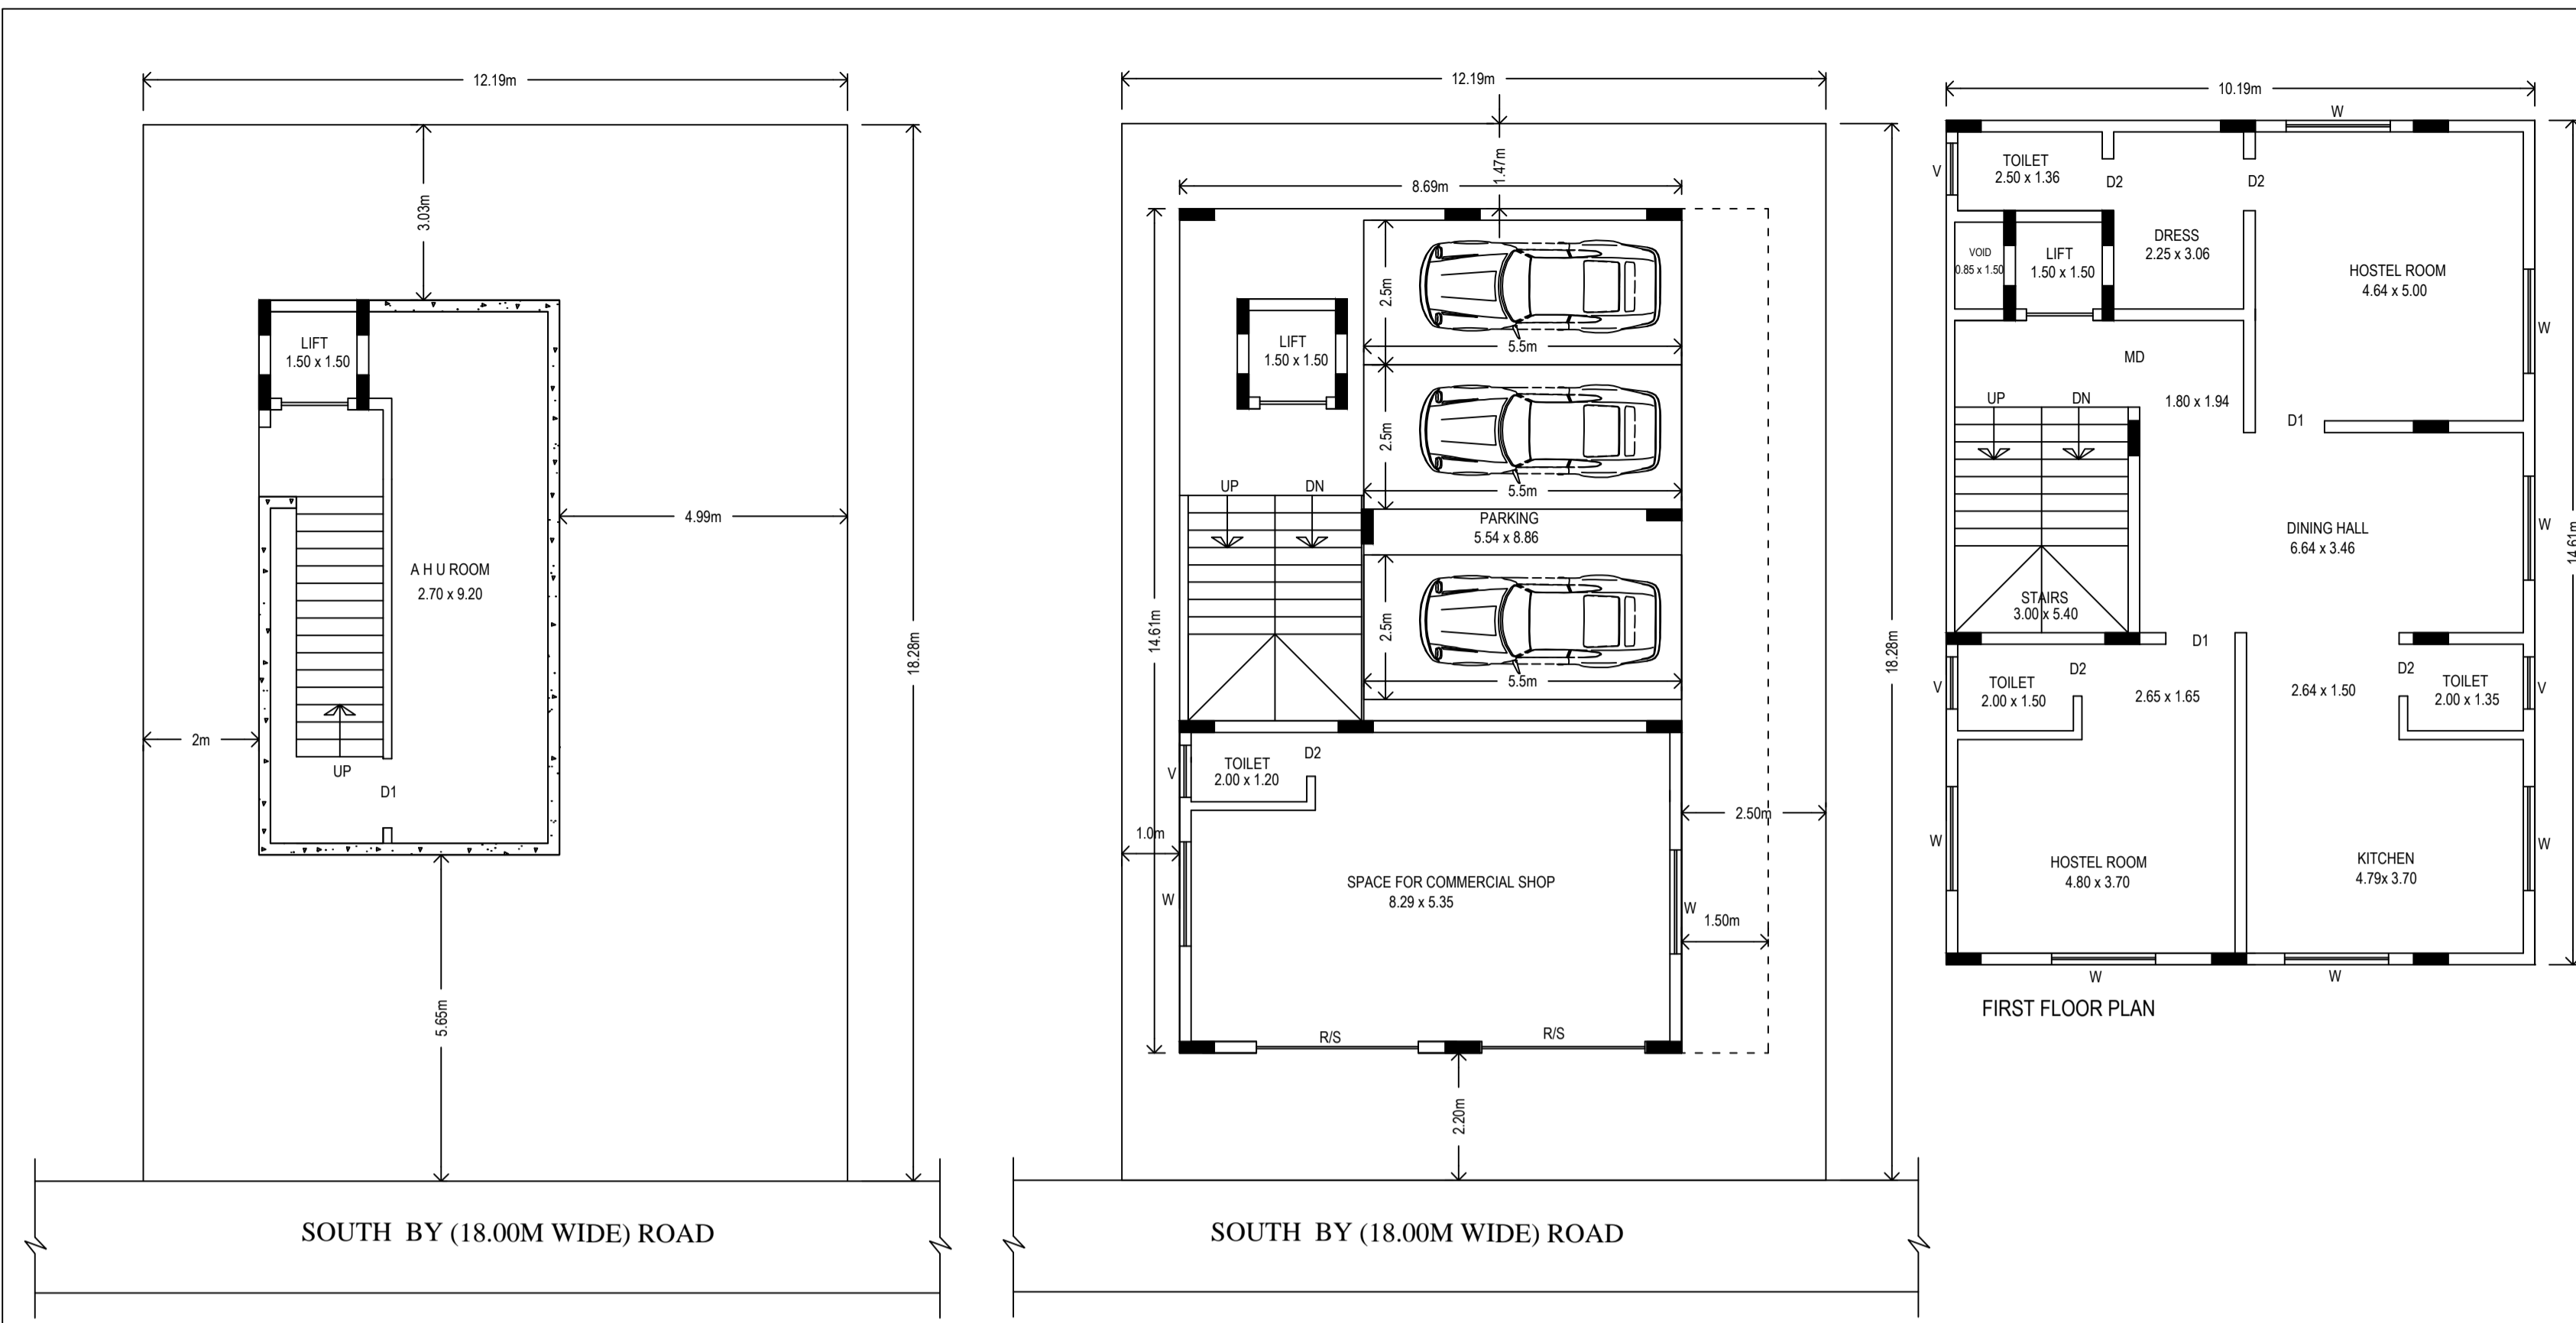 12.19m
3.03m
LIFT
1.50 x 1.50
4.99m
A H U ROOM
2.70 x 9.20
18.28m
2m
UP
D1
5.65m
SOUTH BY (18.00M WIDE) ROAD
12.19m
1.47m
8.69m
2.5m
5.5m
LIFT
1.50 x 1.50
2.5m
5.5m
UP
DN
PARKING
5.54 x 8.86
2.5m
5.5m
14.61m
18.28m
TOILET
2.00 x 1.20
D2
V
1.0m
2.50m
W
SPACE FOR COMMERCIAL SHOP
8.29 x 5.35
W
1.50m
R/S
R/S
2.20m
SOUTH BY (18.00M WIDE) ROAD
10.19m
W
V
TOILET
2.50 x 1.36
D2
D2
VOID
0.85 x 1.50
LIFT
1.50 x 1.50
DRESS
2.25 x 3.06
HOSTEL ROOM
4.64 x 5.00
W
MD
UP
DN
1.80 x 1.94
D1
DINING HALL
6.64 x 3.46
W
14.61m
STAIRS
3.00 x 5.40
D1
V
TOILET
2.00 x 1.50
D2
2.65 x 1.65
2.64 x 1.50
D2
TOILET
2.00 x 1.35
V
W
HOSTEL ROOM
4.80 x 3.70
KITCHEN
4.79x 3.70
W
W
W
FIRST FLOOR PLAN